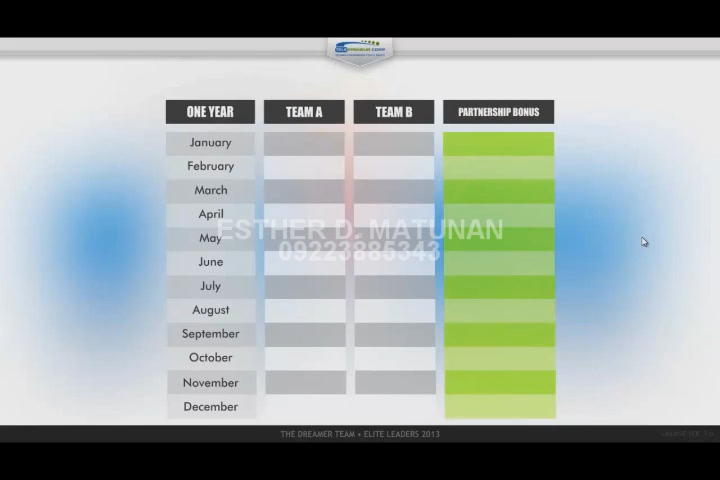 ONE YEAR TEAM A TEAM B PARTNERSHIP BONUS
January
February
March
April
ESTHER D. MATUNAN
May
09223885343
June
July
August
September
October
November
December
THE DREAMER TEAM • ELITE LEADERS 2013